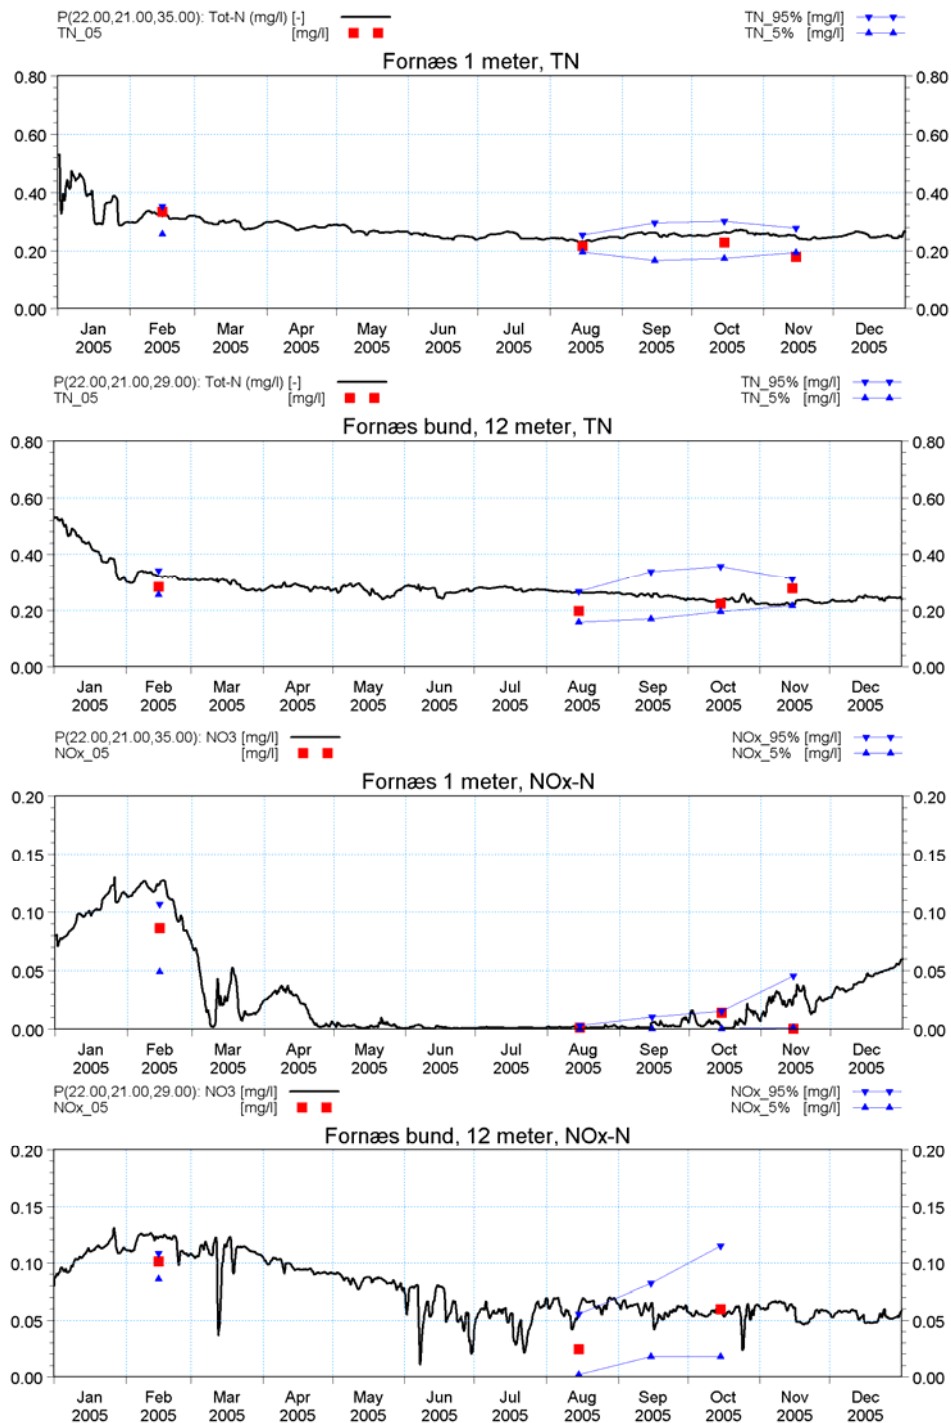 P(22.00,21.00,35.00): Tot-N (mg/l) [-]
TN_05 [mg/l]
TN_95% [mg/l]
TN_5% [mg/l]
Fornæs 1 meter, TN
0.80 0.80
0.60 0.60
0.40 0.40
0.20 0.20
0.00 0.00
Jan Feb Mar Apr May Jun Jul Aug Sep Oct Nov Dec
2005 2005 2005 2005 2005 2005 2005 2005 2005 2005 2005 2005
P(22.00,21.00,29.00): Tot-N (mg/l) [-]
TN_05 [mg/l]
TN_95% [mg/l]
TN_5% [mg/l]
Fornæs bund, 12 meter, TN
0.80 0.80
0.60 0.60
0.40 0.40
0.20 0.20
0.00 0.00
Jan Feb Mar Apr May Jun Jul Aug Sep Oct Nov Dec
2005 2005 2005 2005 2005 2005 2005 2005 2005 2005 2005 2005
P(22.00,21.00,35.00): NO3 [mg/l]
NOx_05 [mg/l]
NOx_95% [mg/l]
NOx_5% [mg/l]
Fornæs 1 meter, NOx-N
0.20 0.20
0.15 0.15
0.10 0.10
0.05 0.05
0.00 0.00
Jan Feb Mar Apr May Jun Jul Aug Sep Oct Nov Dec
2005 2005 2005 2005 2005 2005 2005 2005 2005 2005 2005 2005
P(22.00,21.00,29.00): NO3 [mg/l]
NOx_05 [mg/l]
NOx_95% [mg/l]
NOx_5% [mg/l]
Fornæs bund, 12 meter, NOx-N
0.20 0.20
0.15 0.15
0.10 0.10
0.05 0.05
0.00 0.00
Jan Feb Mar Apr May Jun Jul Aug Sep Oct Nov Dec
2005 2005 2005 2005 2005 2005 2005 2005 2005 2005 2005 2005